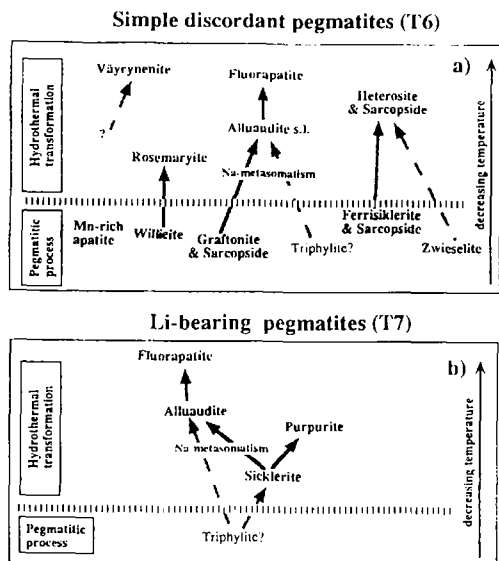 Simple discordant pegmatites (T6)
a)
Väyrynenite
Fluorapatite
Heterosite
& Sarcopside
Alluaudite s.l.
?
Rosemaryite
Na-metasomatism
Hydrothermal
transformation
decreasing temperature
Mn-rich
apatite
Willeite
Graftonite
& Sarcopside
Triphylite?
Ferrisiklerite
& Sarcopside
Zwieselite
Pegmatitic
process
Li-bearing pegmatites (T7)
b)
Fluorapatite
Alluaudite
Purpurite
Na-metasomatism
Sicklerite
Hydrothermal
transformation
decreasing temperature
Pegmatitic
process
Triphylite?